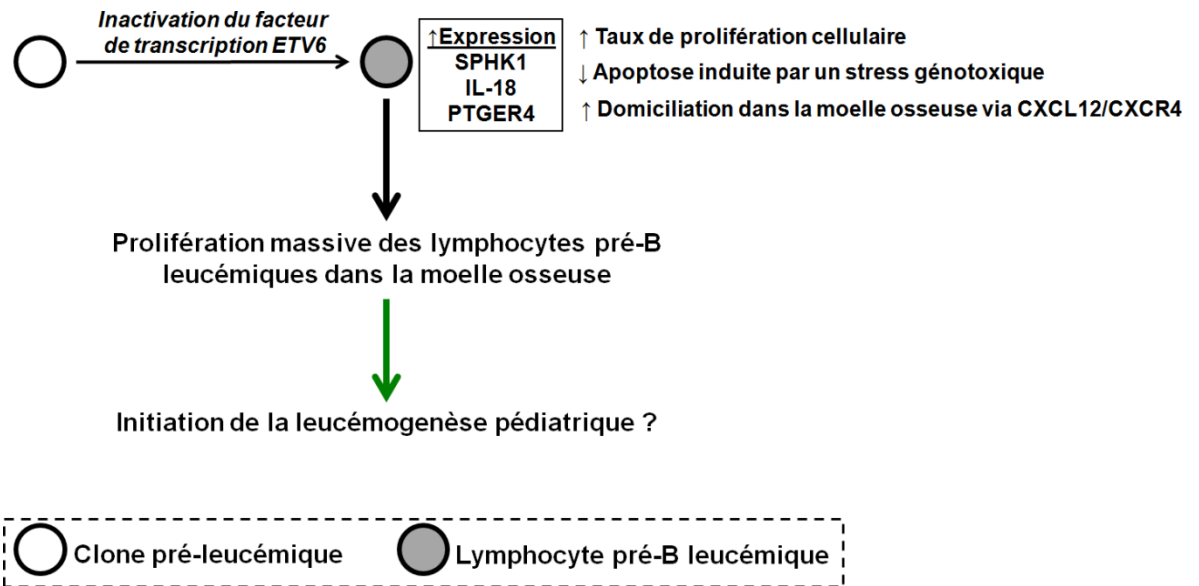 Inactivation du facteur
de transcription ETV6
↑Expression
SPHK1
IL-18
PTGER4
↑ Taux de prolifération cellulaire
↓ Apoptose induite par un stress génotoxique
↑ Domiciliation dans la moelle osseuse via CXCL12/CXCR4
Prolifération massive des lymphocytes pré-B
leucémiques dans la moelle osseuse
Initiation de la leucémogenèse pédiatrique ?
Clone pré-leucémique
Lymphocyte pré-B leucémique